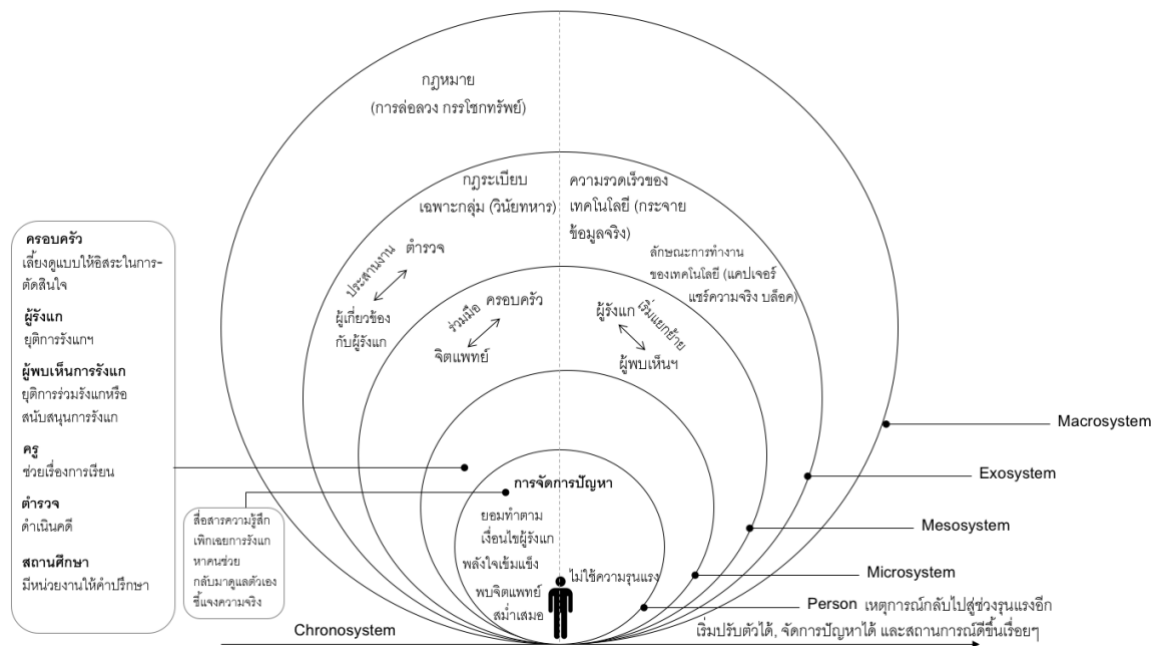 กฎหมาย
(การล่อลวง กรรโชกทรัพย์)
กฎระเบียบ
เฉพาะกลุ่ม (วินัยทหาร)
ความรวดเร็วของ
เทคโนโลยี (กระจาย
ข้อมูลจริง)
ตำรวจ
ประสานงาน
ผู้เกี่ยวข้อง
กับผู้รังแก
ลักษณะการทำงาน
ของเทคโนโลยี (แคปเจอร์
แชร์ความจริง บล็อค)
ครอบครัว
ร่วมมือ
จิตแพทย์
ผู้รังแก
เริ่มแยกย้าย
ผู้พบเห็นฯ
ครอบครัว
เลี้ยงดูแบบให้อิสระในการ-
ตัดสินใจ
ผู้รังแก
ยุติการรังแกฯ
ผู้พบเห็นการรังแก
ยุติการร่วมรังแกหรือ
สนับสนุนการรังแก
ครู
ช่วยเรื่องการเรียน
ตำรวจ
ดำเนินคดี
สถานศึกษา
มีหน่วยงานให้คำปรึกษา
สื่อสารความรู้สึก
เพิกเฉยการรังแก
หาคนช่วย
กลับมาดูแลตัวเอง
ชี้แจงความจริง
การจัดการปัญหา
ยอมทำตาม
เงื่อนไขผู้รังแก
พลังใจเข้มแข็ง
พบจิตแพทย์
สม่ำเสมอ
ไม่ใช้ความรุนแรง
Macrosystem
Exosystem
Mesosystem
Microsystem
Person เหตุการณ์กลับไปสู่ช่วงรุนแรงอีก
Chronosystem
เริ่มปรับตัวได้, จัดการปัญหาได้ และสถานการณ์ดีขึ้นเรื่อยๆ